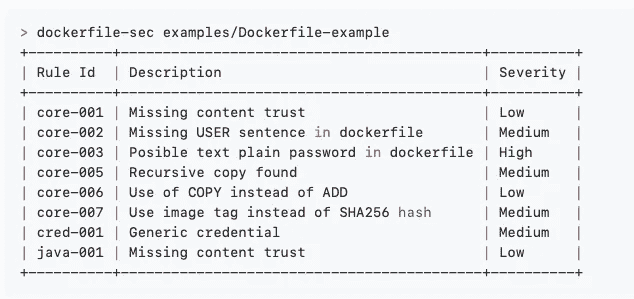 > dockerfile-sec examples/Dockerfile-example
+----------+-------------------------------------------+----------+
| Rule Id  | Description                               | Severity |
+----------+-------------------------------------------+----------+
| core-001 | Missing content trust                     | Low      |
| core-002 | Missing USER sentence in dockerfile       | Medium   |
| core-003 | Posible text plain password in dockerfile | High     |
| core-005 | Recursive copy found                      | Medium   |
| core-006 | Use of COPY instead of ADD                | Low      |
| core-007 | Use image tag instead of SHA256 hash      | Medium   |
| cred-001 | Generic credential                        | Medium   |
| java-001 | Missing content trust                     | Low      |
+----------+-------------------------------------------+----------+